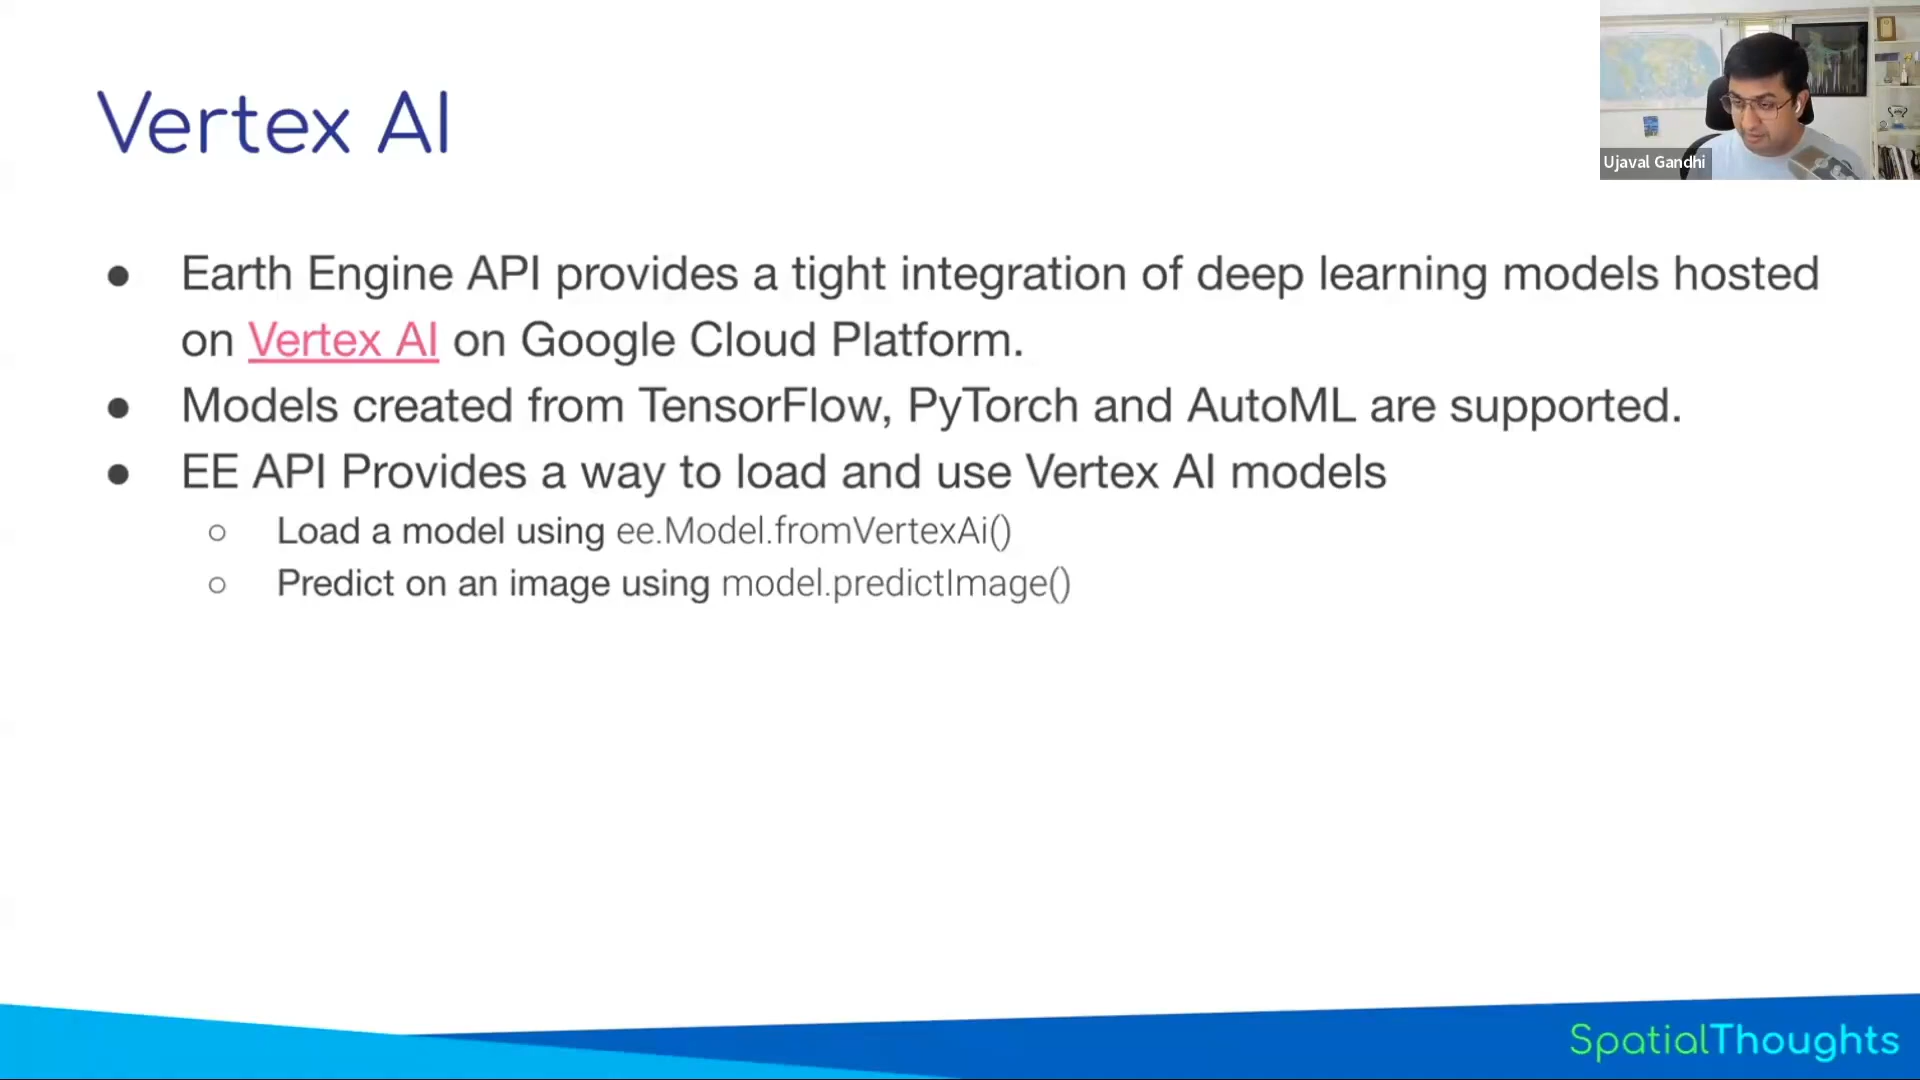 Vertex AI
Ujaval Gandhi
● Earth Engine API provides a tight integration of deep learning models hosted
on Vertex AI on Google Cloud Platform.
● Models created from TensorFlow, PyTorch and AutoML are supported.
● EE API Provides a way to load and use Vertex AI models
○ Load a model using ee.Model.fromVertexAi()
○ Predict on an image using model.predictImage()
SpatialThoughts